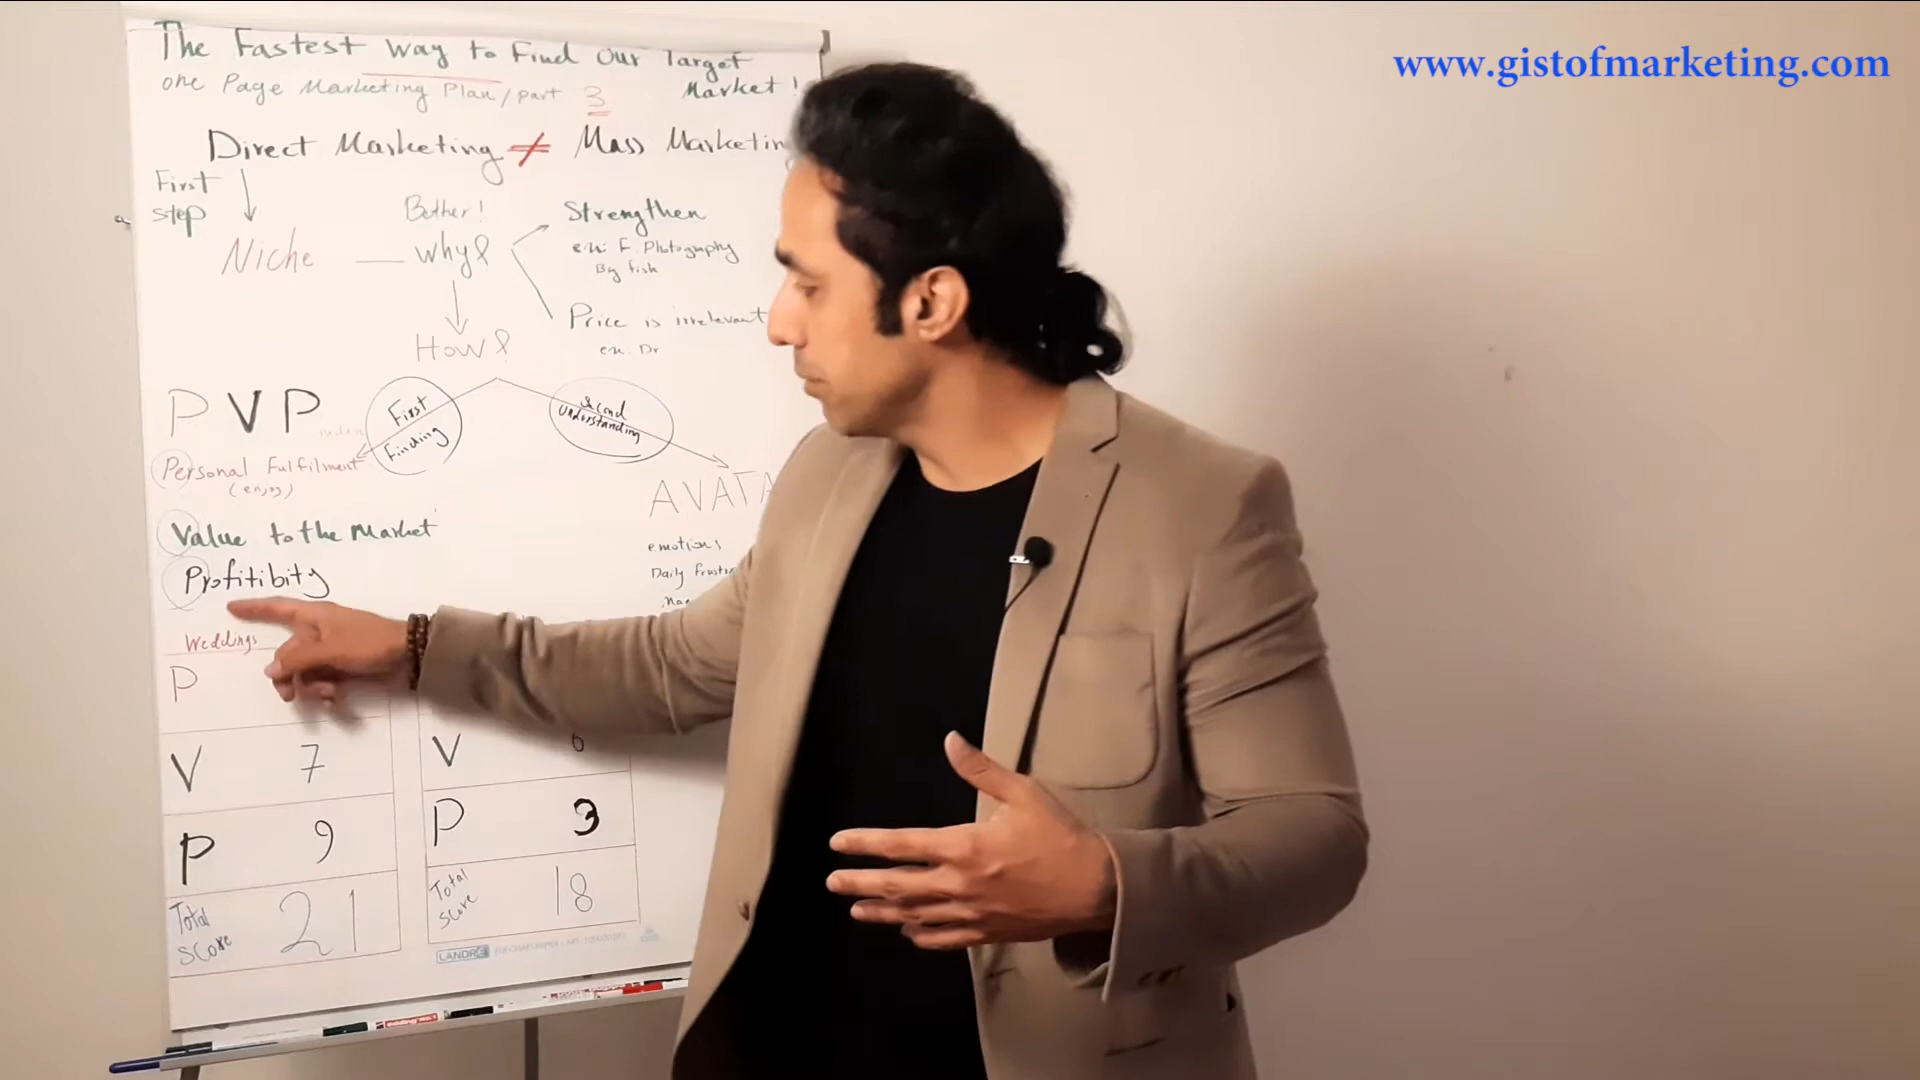 www.gistofmarketing.com
The Fastest way to Find our Target
Market!
one Page Marketing Plan / part 3
Direct Marketing ≠ Mass Marketin
First
step
Niche
Bother!
why?
Strengthen
ex: F. Photography
Big fish
Price is irrelevant
ex. Dr
How?
PVP
First
Finding
Second
Understanding
Personal Fulfilment
(enjoy)
Value to the Market
Profitibity
AVATA
emotions
Daily frustr
Weddings
P
V 7
P 9
Total
Score
21
V 6
P 3
Total
Score
18
LANDRÉ